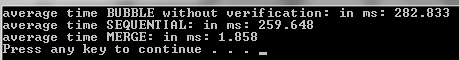 average time BUBBLE without verification: in ms: 282.833
average time SEQUENTIAL: in ms: 259.648
average time MERGE: in ms: 1.858
Press any key to continue . . . _